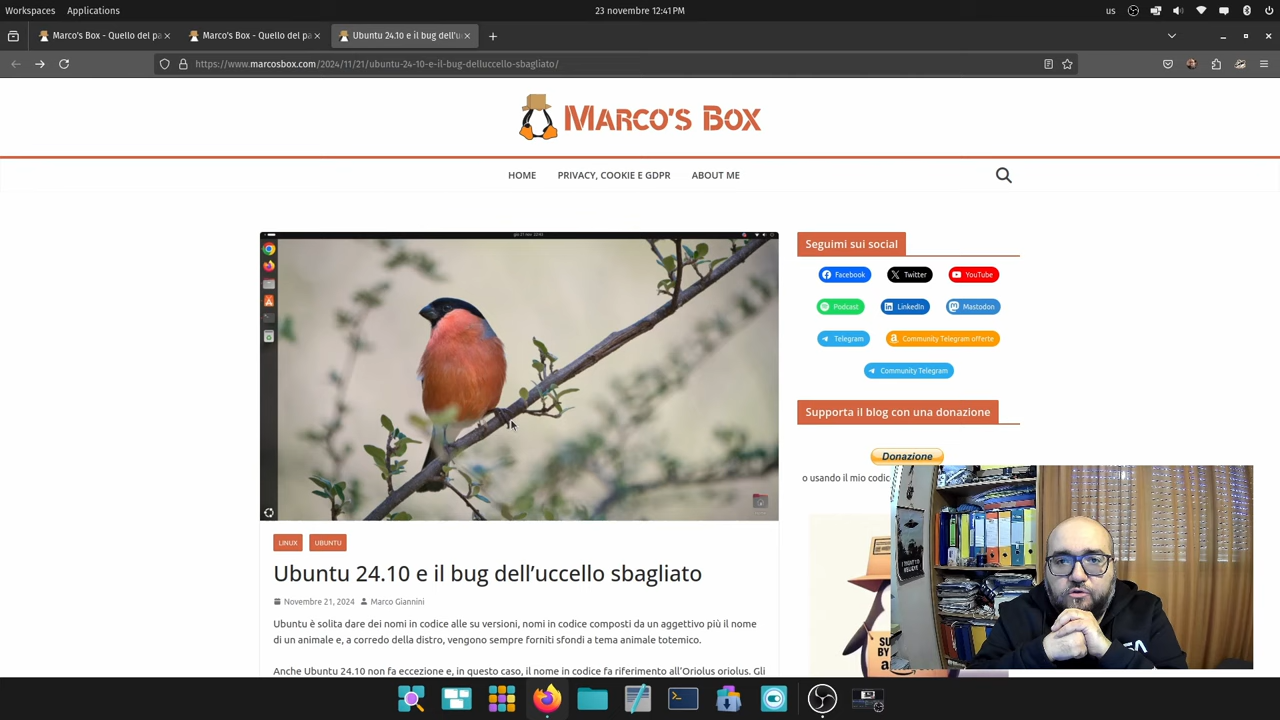 Workspaces Applications 23 novembre 12:41 PM us
Marco's Box - Quello del pa Marco's Box - Quello del pa Ubuntu 24.10 e il bug dell'u
https://www.marcosbox.com/2024/11/21/ubuntu-24-10-e-il-bug-delluccello-sbagliato/
MARCO'S BOX
HOME PRIVACY, COOKIE E GDPR ABOUT ME
Seguimi sui social
Facebook Twitter YouTube
Podcast LinkedIn Mastodon
Telegram Community Telegram offerte
Community Telegram
Supporta il blog con una donazione
Donazione
o usando il mio codic
LINUX UBUNTU
Ubuntu 24.10 e il bug dell'uccello sbagliato
Novembre 21, 2024 Marco Giannini
Ubuntu è solita dare dei nomi in codice alle su versioni, nomi in codice composti da un aggettivo più il nome
di un animale e, a corredo della distro, vengono sempre forniti sfondi a tema animale totemico.
Anche Ubuntu 24.10 non fa eccezione e, in questo caso, il nome in codice fa riferimento all'Oriolus oriolus. Gli